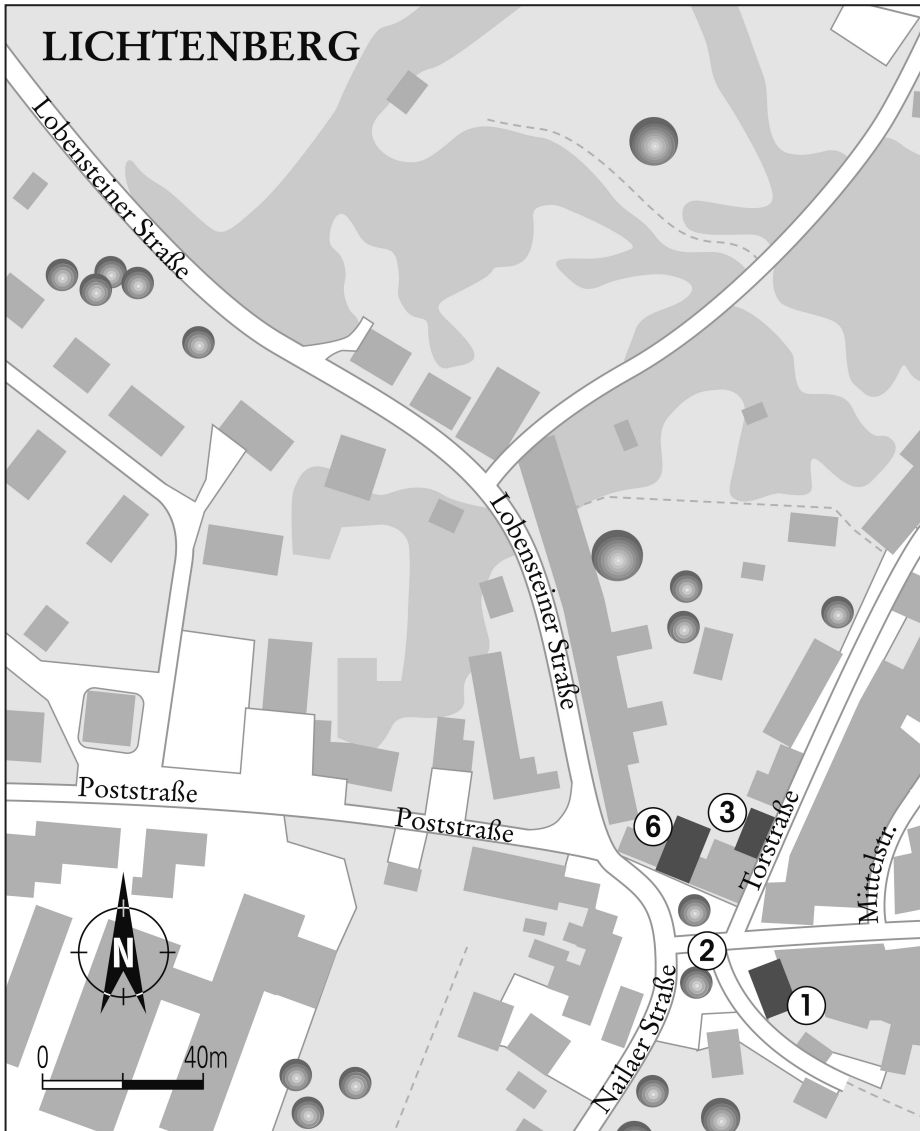 LICHTENBERG
Lobensteiner Straße
Lobensteiner Straße
Poststraße
Poststraße
6
3
Torstraße
Mittelstr.
2
1
N
Nailaer Straße
0 40m